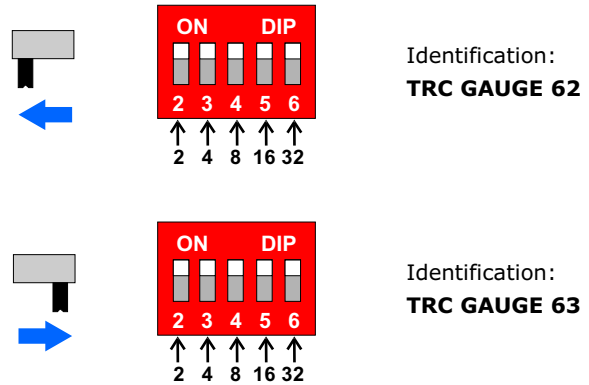 ON DIP
2 3 4 5 6
2 4 8 16 32
Identification:
TRC GAUGE 62
ON DIP
2 3 4 5 6
2 4 8 16 32
Identification:
TRC GAUGE 63